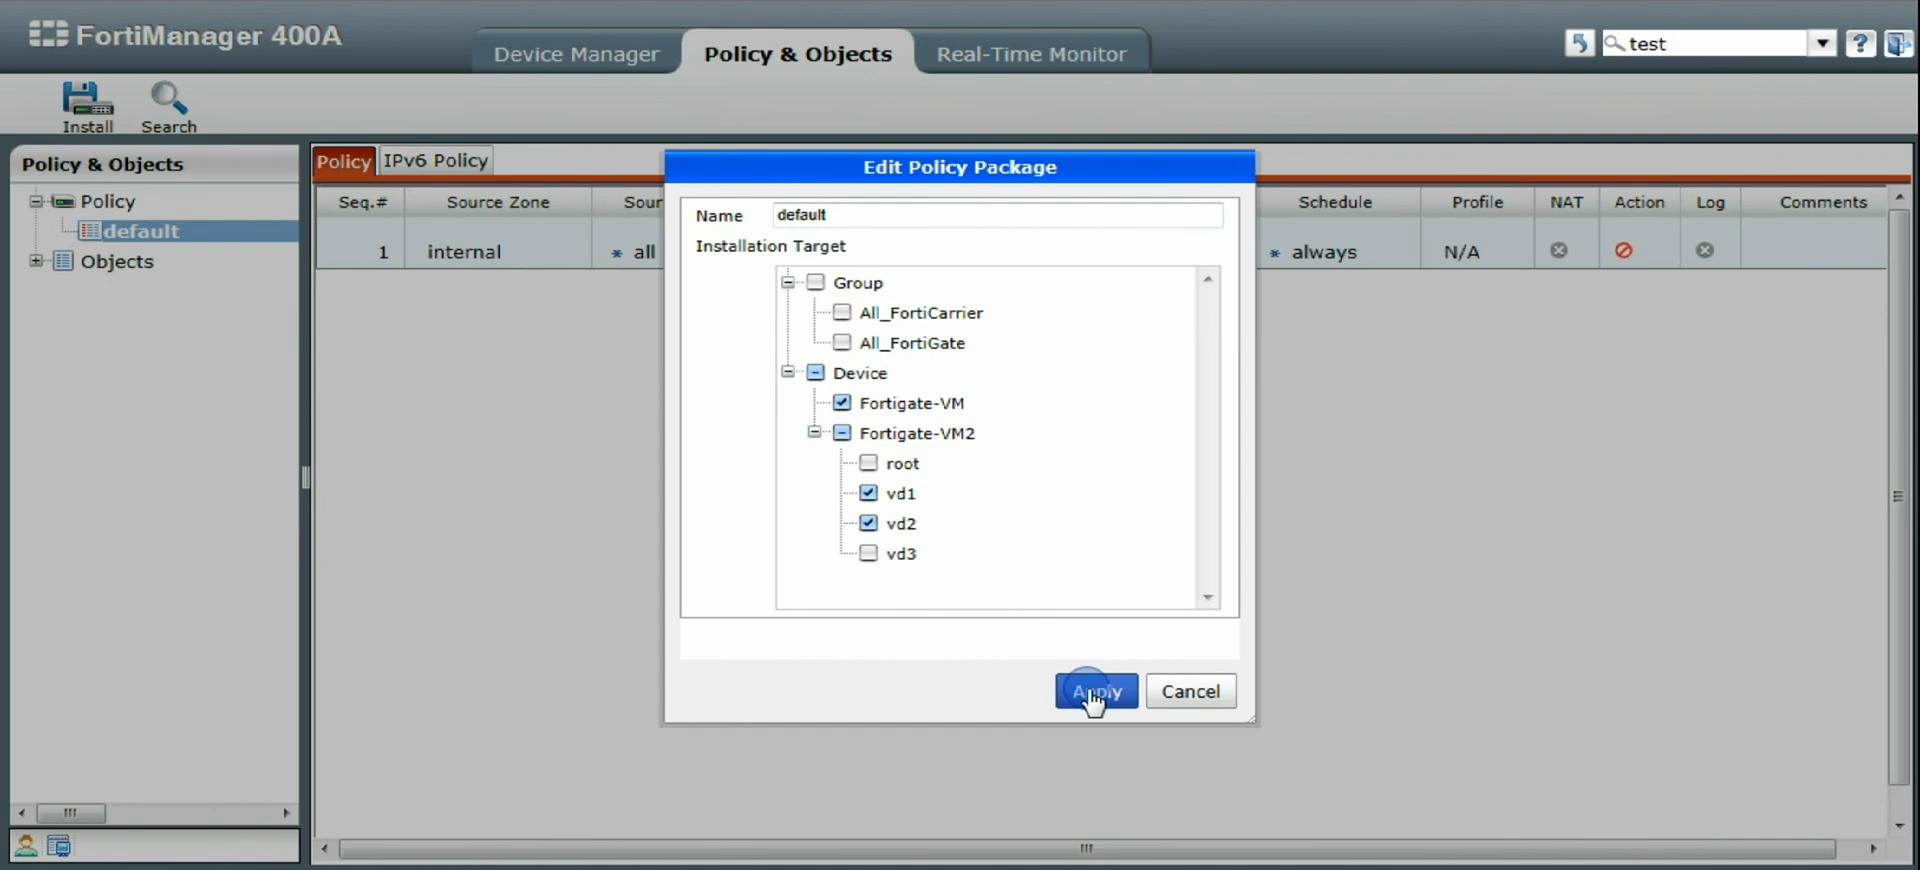 FortiManager 400A
Device Manager
Policy & Objects
Real-Time Monitor
test
?
Install
Search
Policy & Objects
Policy
default
Objects
Policy
IPv6 Policy
Seq.#
Source Zone
Sour
Schedule
Profile
NAT
Action
Log
Comments
1
internal
* all
* always
N/A
Edit Policy Package
Name
default
Installation Target
Group
All_FortiCarrier
All_FortiGate
Device
Fortigate-VM
Fortigate-VM2
root
vd1
vd2
vd3
Apply
Cancel